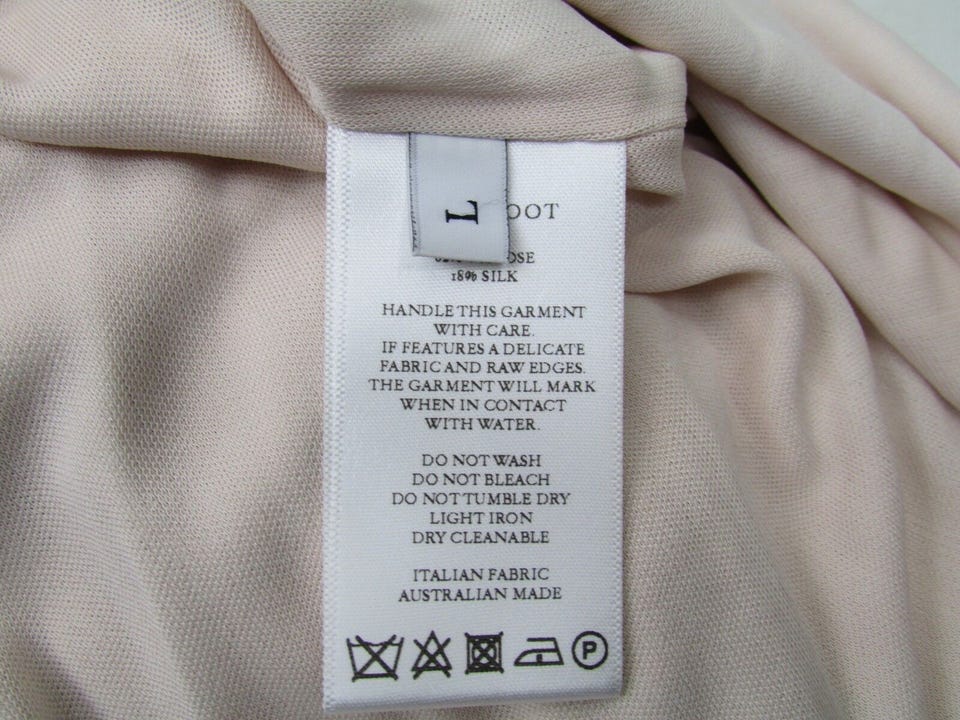 L
OOT
18% SILK
HANDLE THIS GARMENT
WITH CARE.
IF FEATURES A DELICATE
FABRIC AND RAW EDGES.
THE GARMENT WILL MARK
WHEN IN CONTACT
WITH WATER.
DO NOT WASH
DO NOT BLEACH
DO NOT TUMBLE DRY
LIGHT IRON
DRY CLEANABLE
ITALIAN FABRIC
AUSTRALIAN MADE
P